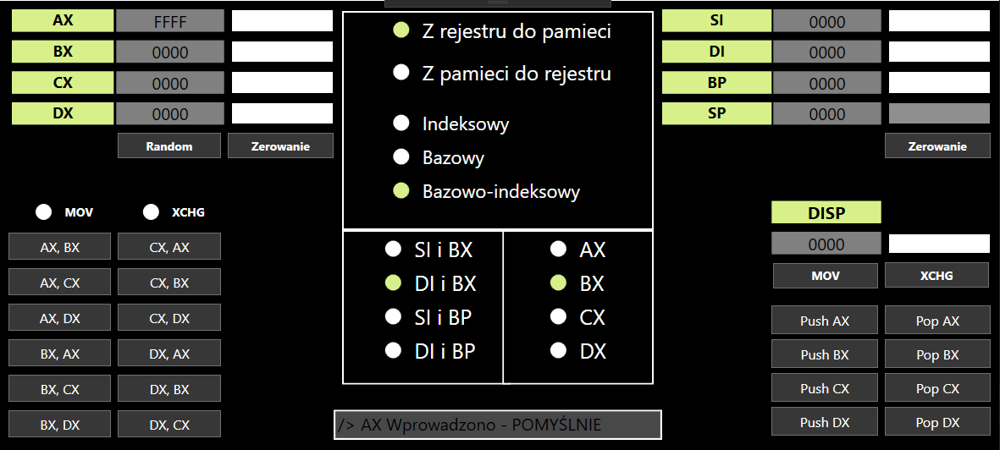 AX FFFF
BX 0000
CX 0000
DX 0000
Random Zerowanie
MOV XCHG
AX, BX CX, AX
AX, CX CX, BX
AX, DX CX, DX
BX, AX DX, AX
BX, CX DX, BX
BX, DX DX, CX
Z rejestru do pamieci
Z pamieci do rejestru
Indeksowy
Bazowy
Bazowo-indeksowy
SI i BX AX
DI i BX BX
SI i BP CX
DI i BP DX
/> AX Wprowadzono - POMYŚLNIE
SI 0000
DI 0000
BP 0000
SP 0000
Zerowanie
DISP
0000
MOV XCHG
Push AX Pop AX
Push BX Pop BX
Push CX Pop CX
Push DX Pop DX